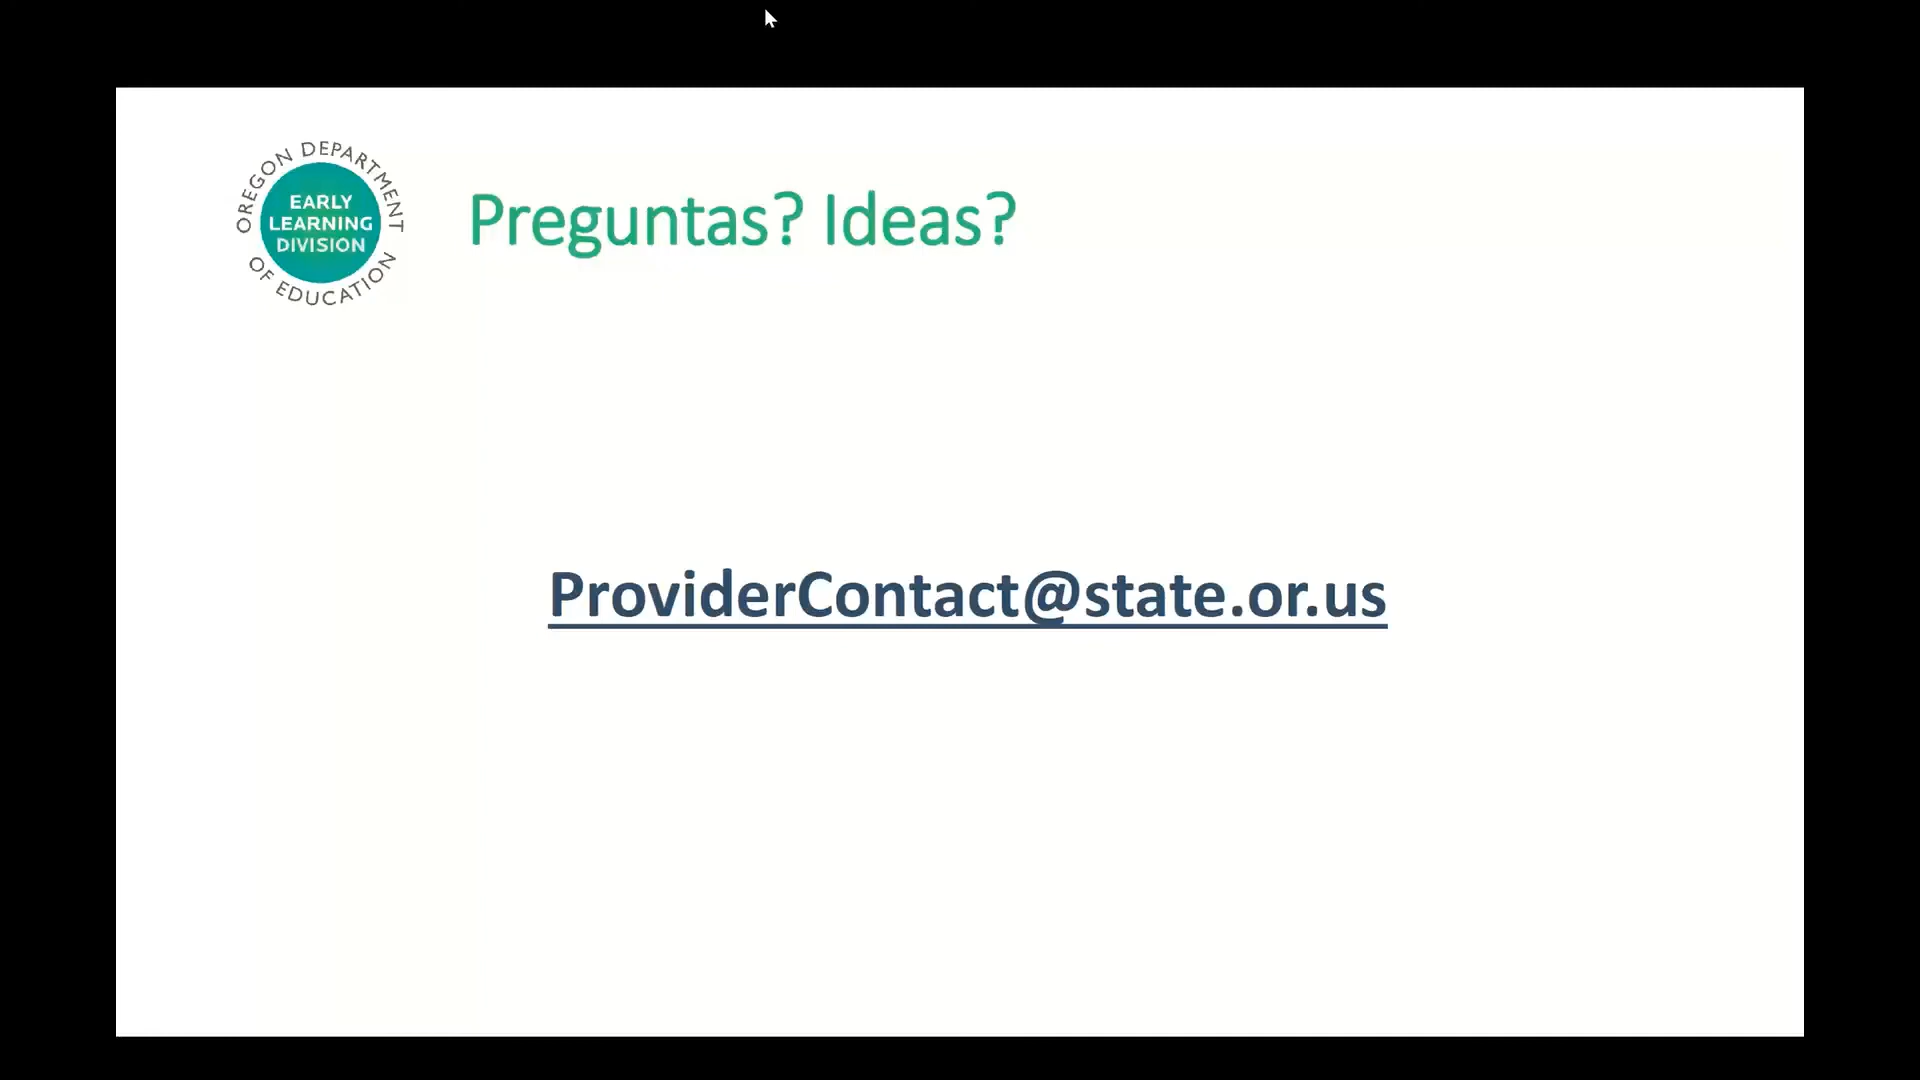 OREGON DEPARTMENT
OF EDUCATION
EARLY
LEARNING
DIVISION
Preguntas? Ideas?
ProviderContact@state.or.us